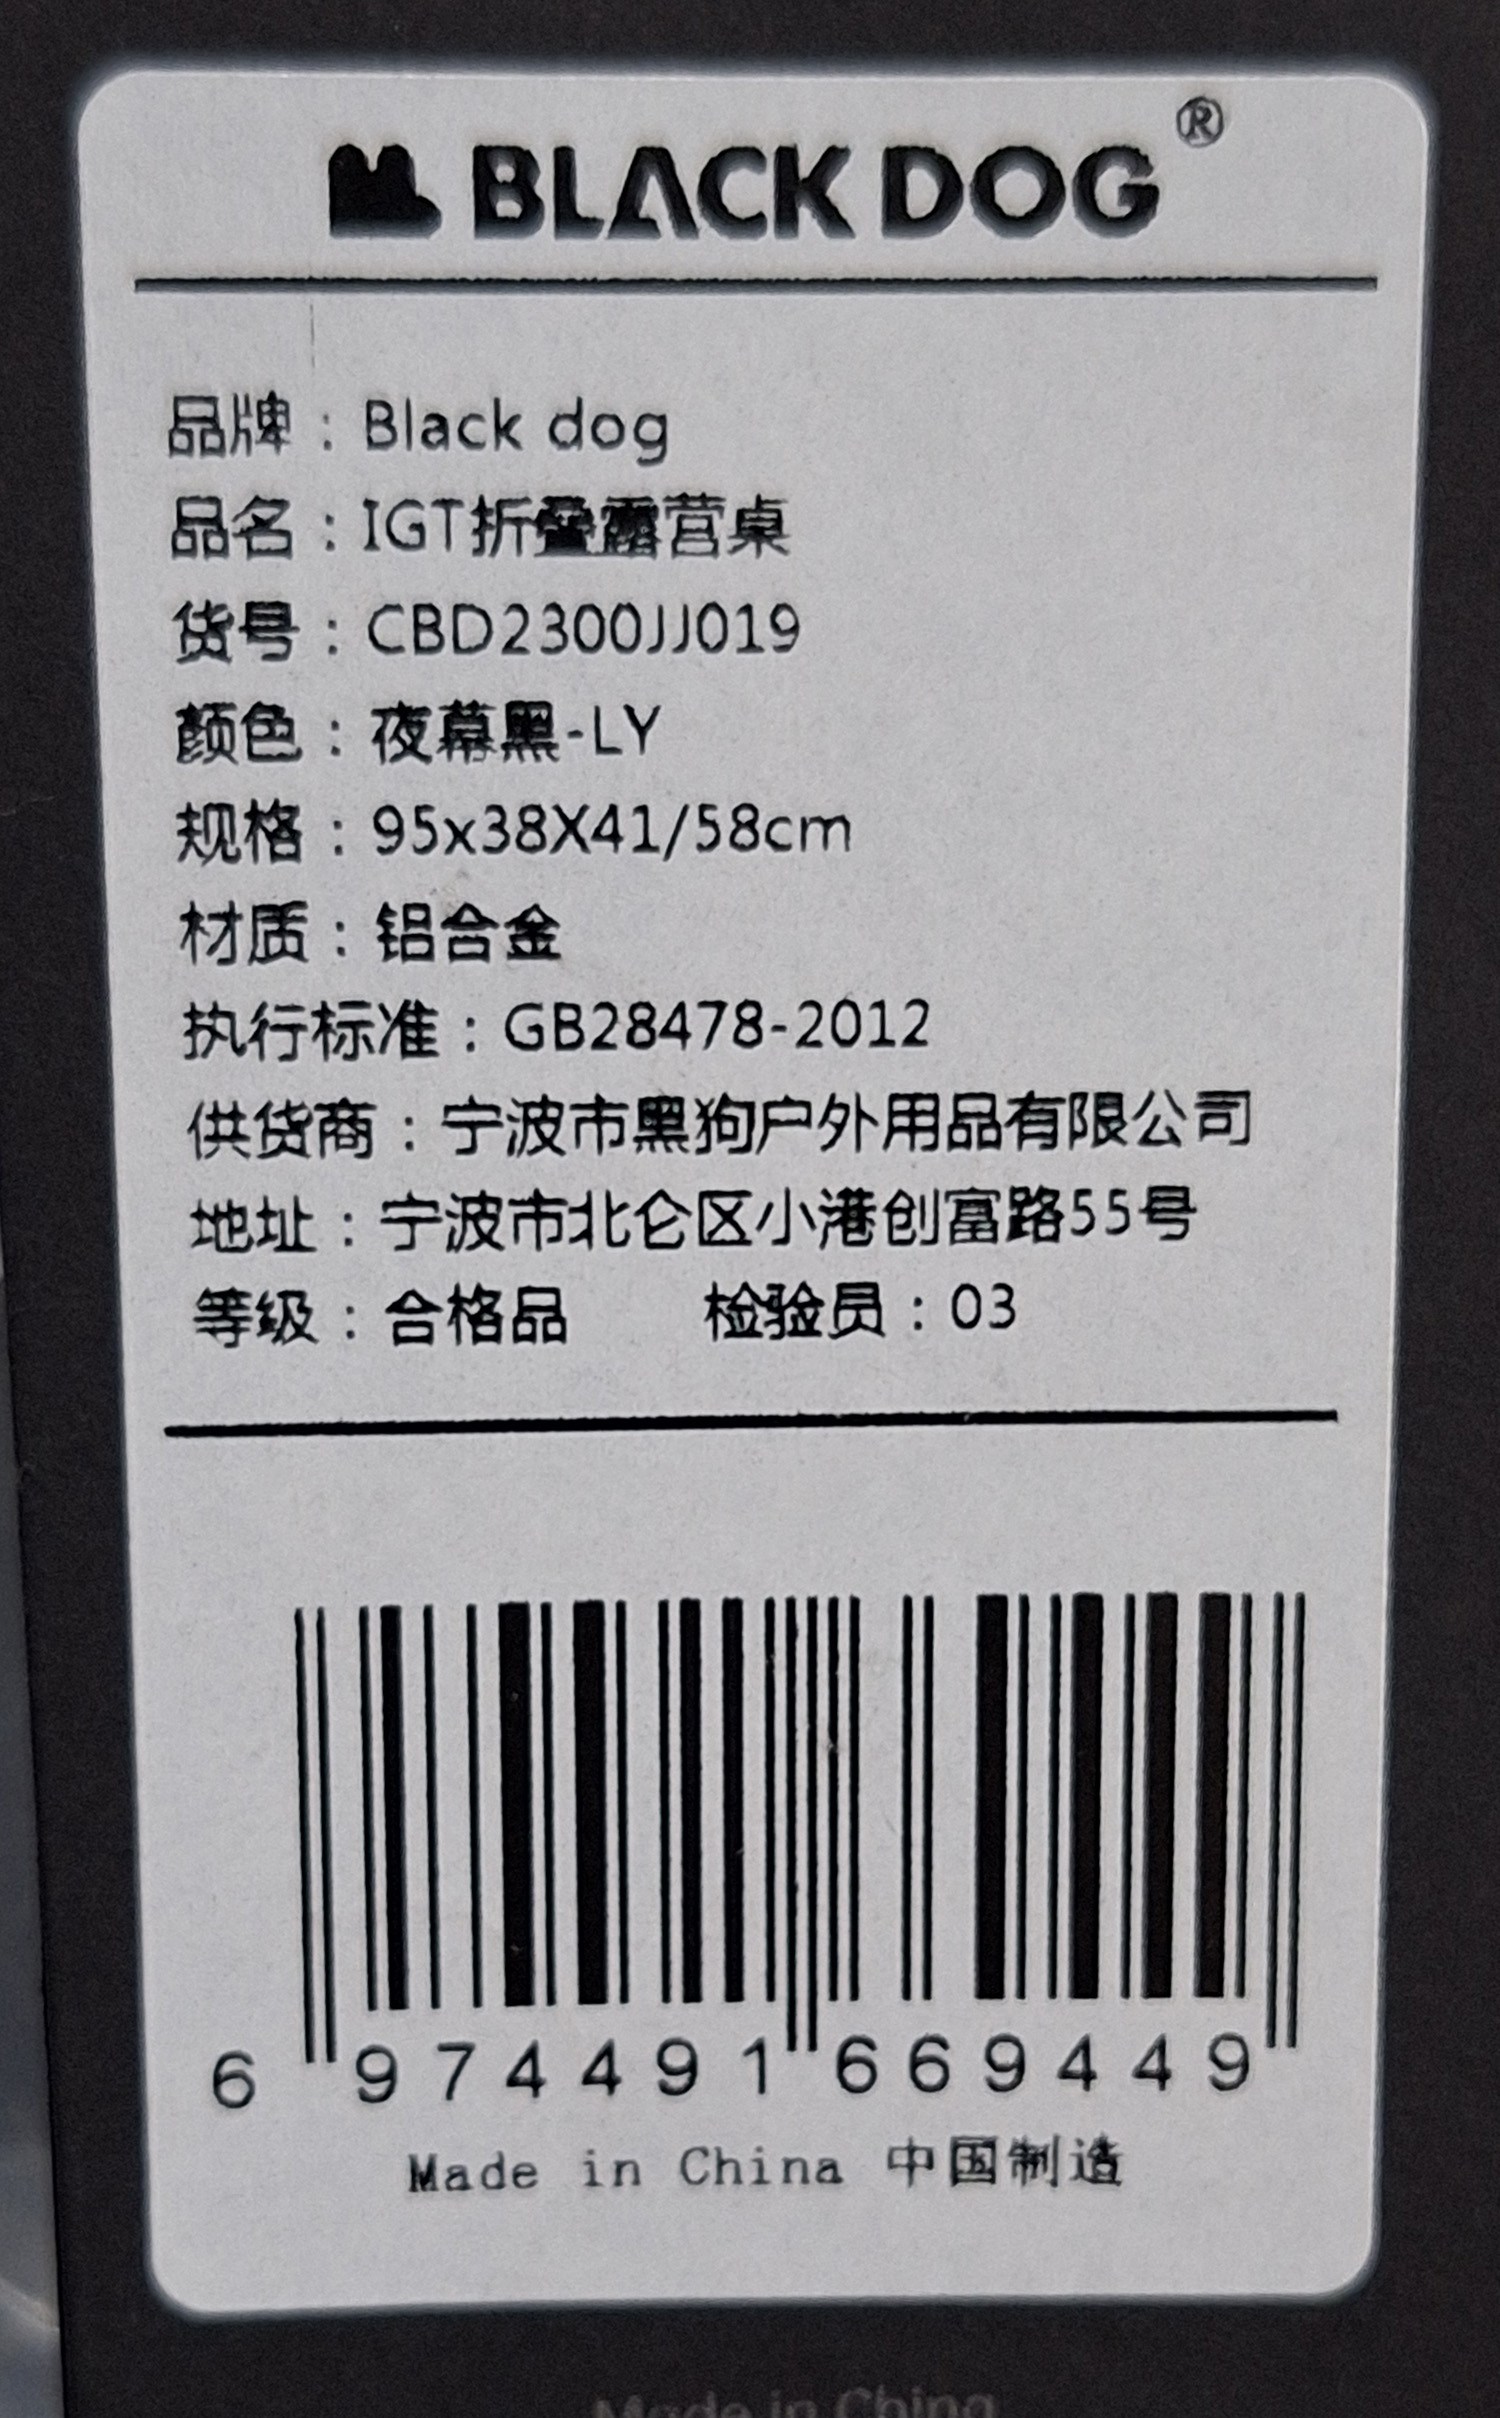 BLACK DOG®
品牌：Black dog
品名：IGT折叠露营桌
货号：CBD2300JJ019
颜色：夜幕黑-LY
规格：95x38X41/58cm
材质：铝合金
执行标准：GB28478-2012
供货商：宁波市黑狗户外用品有限公司
地址：宁波市北仑区小港创富路55号
等级：合格品 检验员：03
6 974491 669449
Made in China 中国制造
Made in China